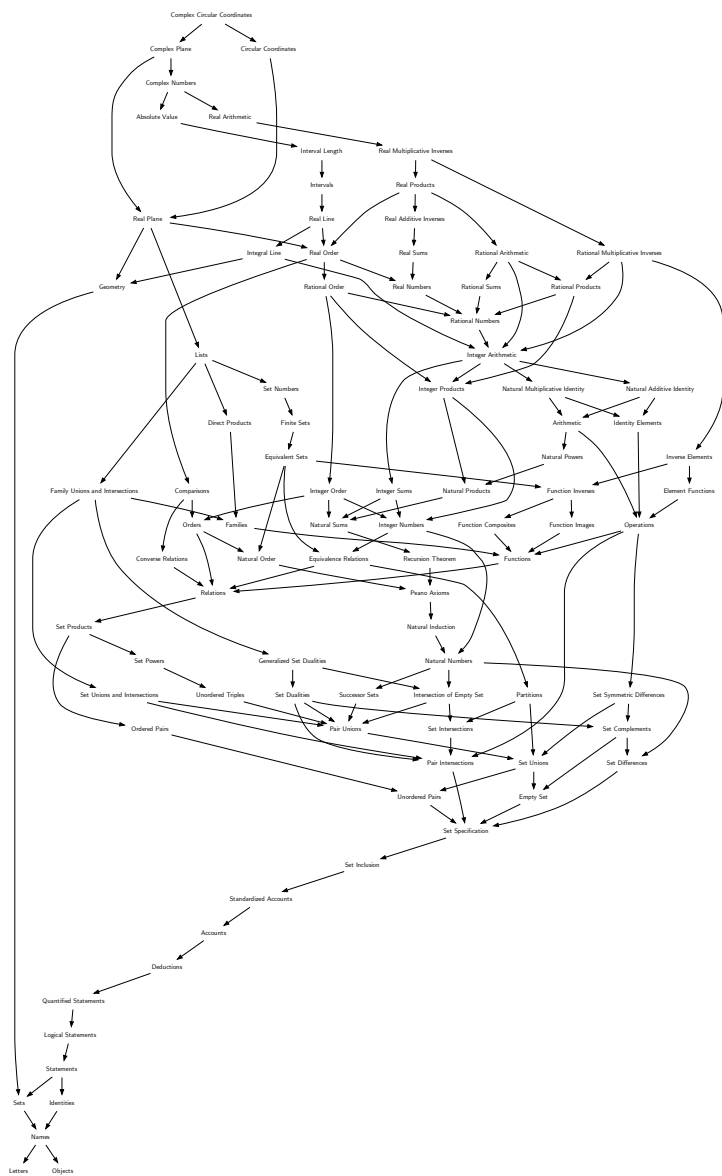 Complex Circular Coordinates
Complex Plane
Circular Coordinates
Complex Numbers
Absolute Value
Real Arithmetic
Interval Length
Real Multiplicative Inverses
Intervals
Real Products
Real Plane
Real Line
Real Additive Inverses
Integral Line
Real Order
Real Sums
Rational Arithmetic
Rational Multiplicative Inverses
Geometry
Rational Order
Real Numbers
Rational Sums
Rational Products
Rational Numbers
Lists
Integer Arithmetic
Set Numbers
Integer Products
Natural Multiplicative Identity
Natural Additive Identity
Direct Products
Finite Sets
Arithmetic
Identity Elements
Equivalent Sets
Natural Powers
Inverse Elements
Family Unions and Intersections
Comparisons
Integer Order
Integer Sums
Natural Products
Function Inverses
Element Functions
Orders
Families
Natural Sums
Integer Numbers
Function Composites
Function Images
Operations
Converse Relations
Natural Order
Equivalence Relations
Recursion Theorem
Functions
Relations
Peano Axioms
Set Products
Natural Induction
Set Powers
Generalized Set Dualities
Natural Numbers
Set Unions and Intersections
Unordered Triples
Set Dualities
Successor Sets
Intersection of Empty Set
Partitions
Set Symmetric Differences
Ordered Pairs
Pair Unions
Set Intersections
Set Complements
Pair Intersections
Set Unions
Set Differences
Unordered Pairs
Empty Set
Set Specification
Set Inclusion
Standardized Accounts
Accounts
Deductions
Quantified Statements
Logical Statements
Statements
Sets
Identities
Names
Letters
Objects